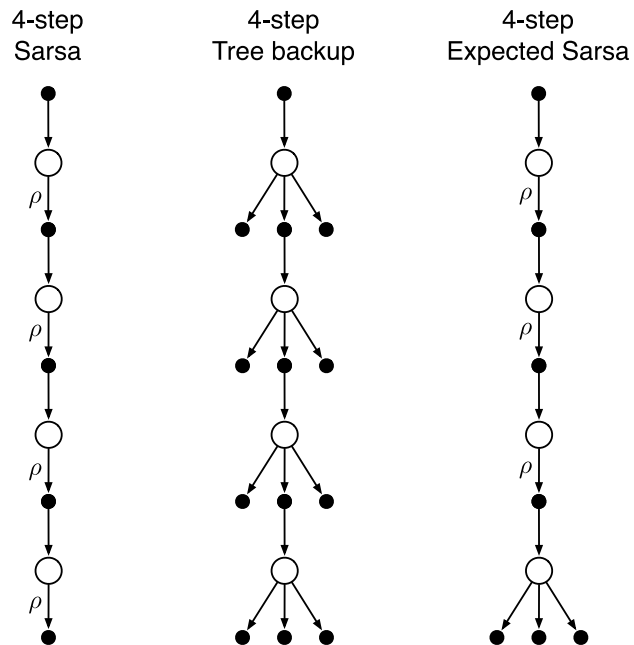 4-step
Sarsa
4-step
Tree backup
4-step
Expected Sarsa
ρ
ρ
ρ
ρ
ρ
ρ
ρ